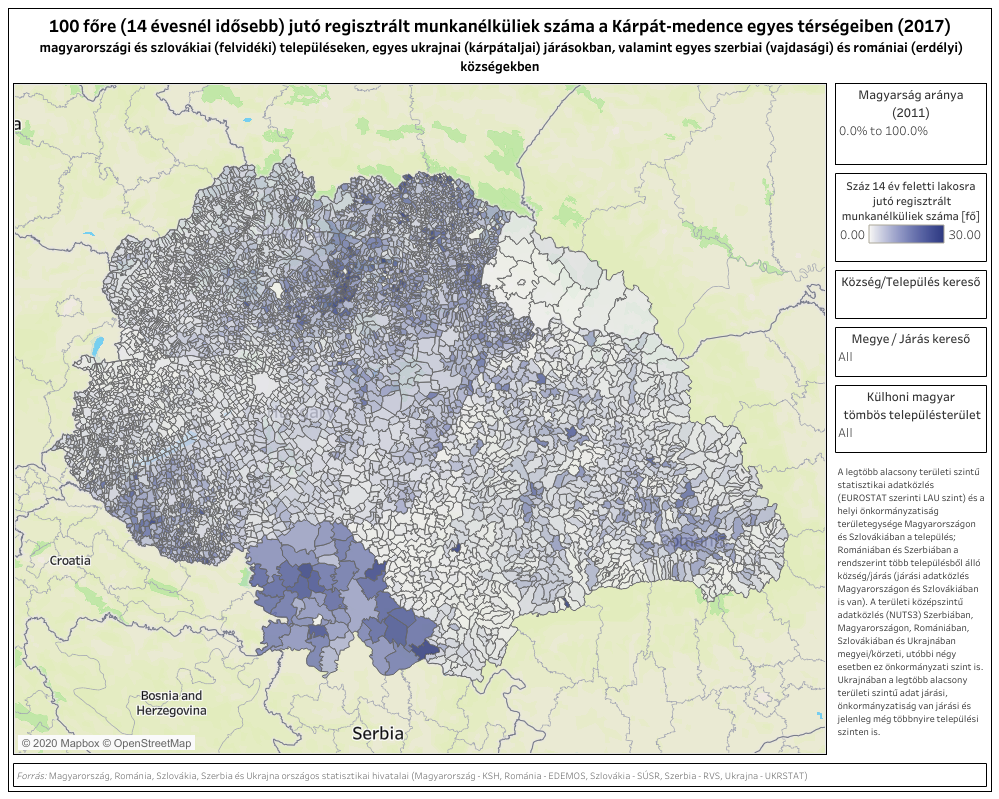 100 főre (14 évesnél idősebb) jutó regisztrált munkanélküliek száma a Kárpát-medence egyes térségeiben (2017)
magyarországi és szlovákiai (felvidéki) településeken, egyes ukrajnai (kárpátaljai) járásokban, valamint egyes szerbiai (vajdasági) és romániai (erdélyi)
községekben
a
Croatia
Bosnia and
Herzegovina
Serbia
© 2020 Mapbox © OpenStreetMap
Magyarság aránya
(2011)
0.0% to 100.0%
Száz 14 év feletti lakosra
jutó regisztrált
munkanélküliek száma [fő]
0.00 30.00
Község/Település kereső
Megye / Járás kereső
All
Külhoni magyar
tömbös településterület
All
A legtöbb alacsony területi szintű
statisztikai adatközlés
(EUROSTAT szerinti LAU szint) és a
helyi önkormányzatiság
területegysége Magyarországon
és Szlovákiában a település;
Romániában és Szerbiában a
rendszerint több településből álló
község/járás (járási adatközlés
Magyarországon és Szlovákiában
is van). A területi középszintű
adatközlés (NUTS3) Szerbiában,
Magyarországon, Romániában,
Szlovákiában és Ukrajnában
megyei/körzeti, utóbbi négy
esetben ez önkormányzati szint is.
Ukrajnában a legtöbb alacsony
területi szintű adat járási,
önkormányzatiság van járási és
jelenleg még többnyire települési
szinten is.
Forrás: Magyarország, Románia, Szlovákia, Szerbia és Ukrajna országos statisztikai hivatalai (Magyarország - KSH, Románia - EDEMOS, Szlovákia - SÚSR, Szerbia - RVS, Ukrajna - UKRSTAT)